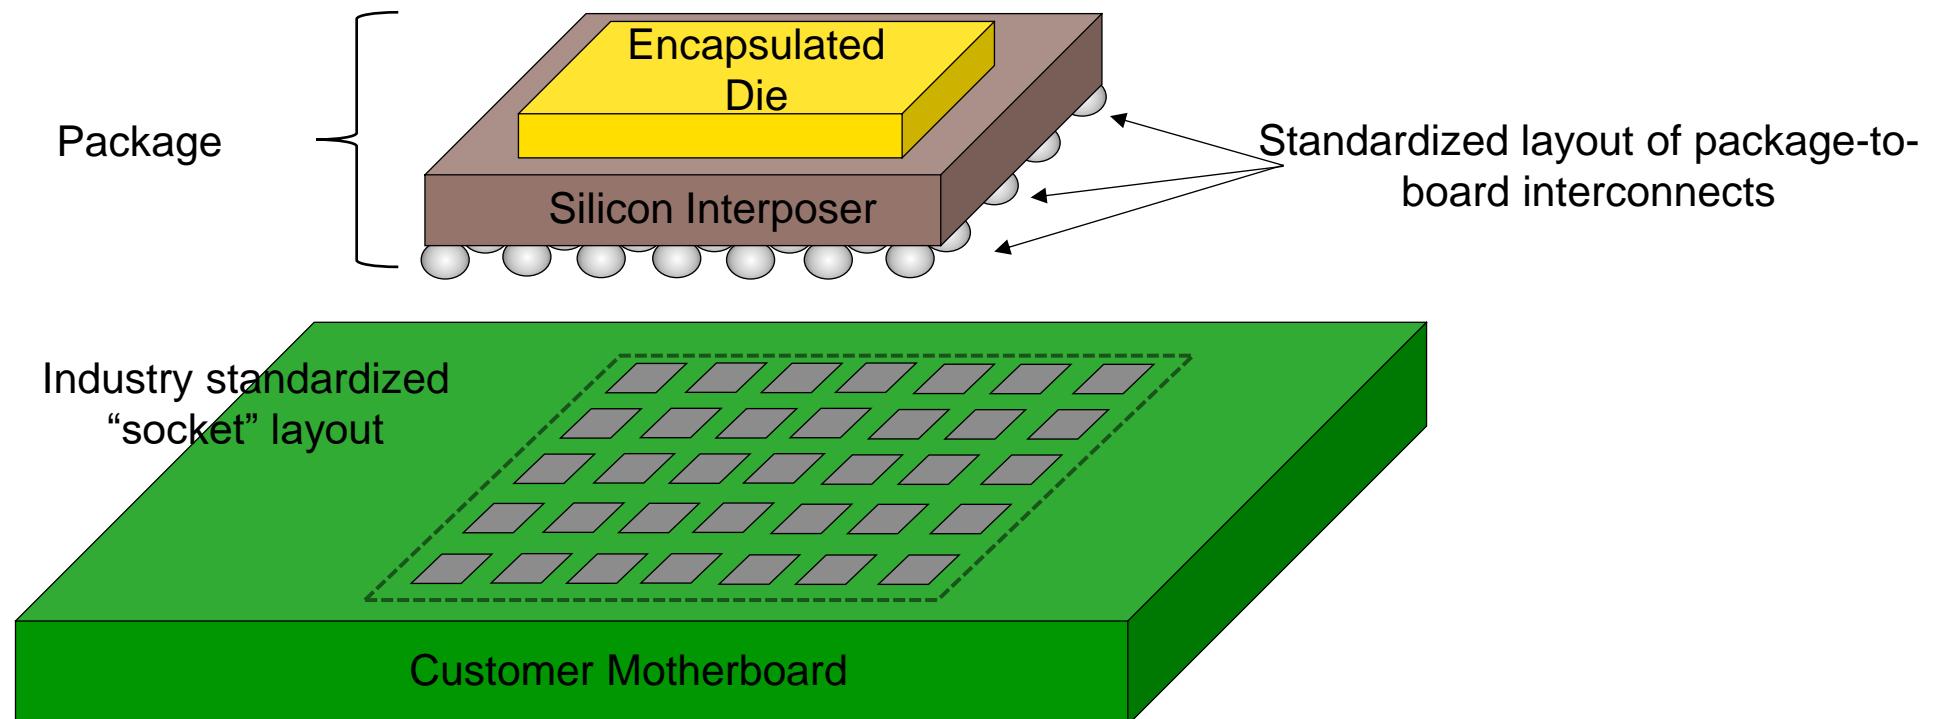 Encapsulated
Die
Package
Standardized layout of package-to-
board interconnects
Silicon Interposer
Industry standardized
“socket” layout
Customer Motherboard